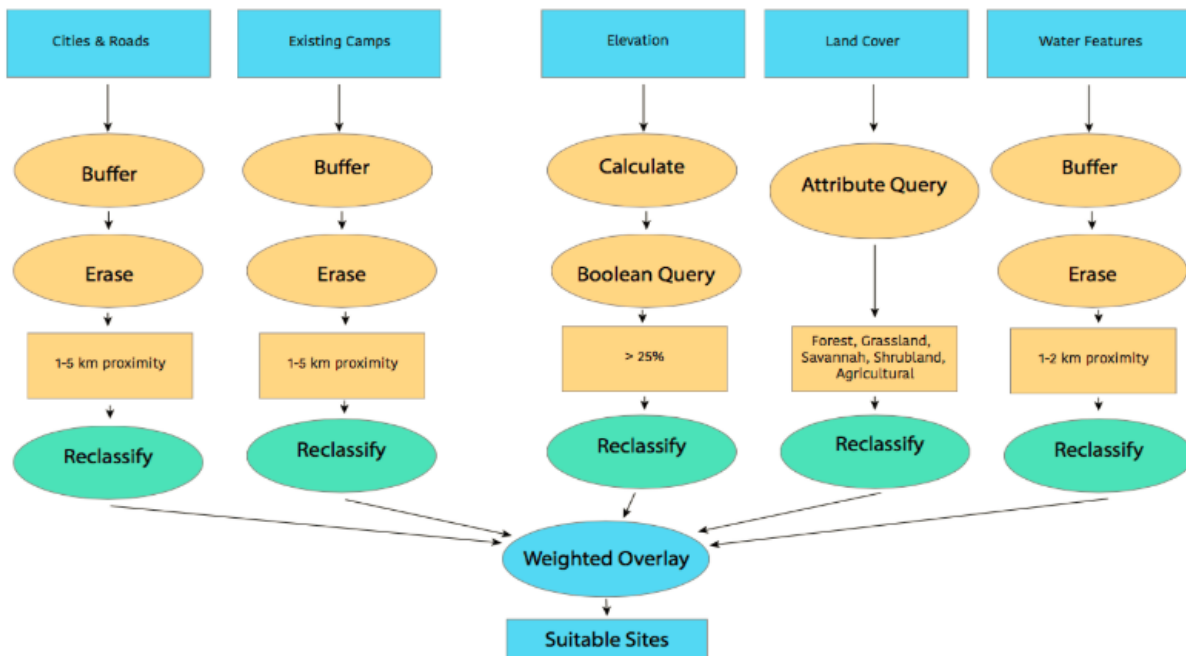 Cities & Roads
Existing Camps
Elevation
Land Cover
Water Features
Buffer
Buffer
Calculate
Attribute Query
Buffer
Erase
Erase
Boolean Query
Erase
1-5 km proximity
1-5 km proximity
> 25%
Forest, Grassland,
Savannah, Shrubland,
Agricultural
1-2 km proximity
Reclassify
Reclassify
Reclassify
Reclassify
Reclassify
Weighted Overlay
Suitable Sites